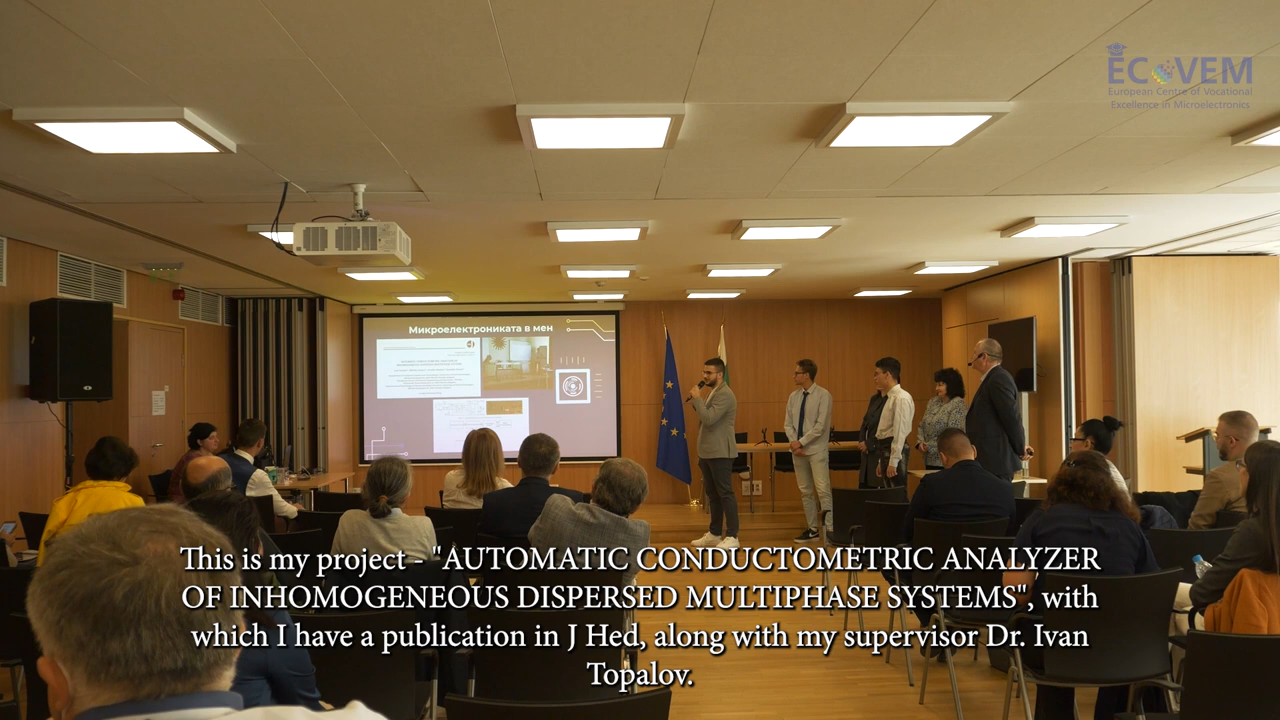 ECOVEM
European Centre of Vocational
Excellence in Microelectronics
Микроелектрониката в мен
This is my project - "AUTOMATIC CONDUCTOMETRIC ANALYZER
OF INHOMOGENEOUS DISPERSED MULTIPHASE SYSTEMS", with
which I have a publication in J Hed, along with my supervisor Dr. Ivan
Topalov.